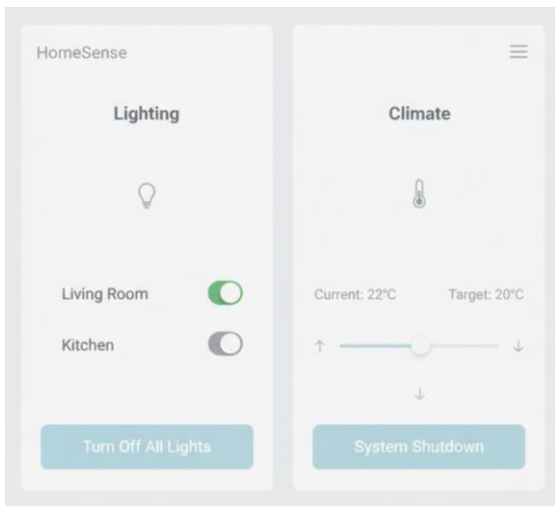 HomeSense
Lighting
Living Room
Kitchen
Turn Off All Lights
Climate
Current: 22°C
Target: 20°C
↑ ↓
↓
System Shutdown